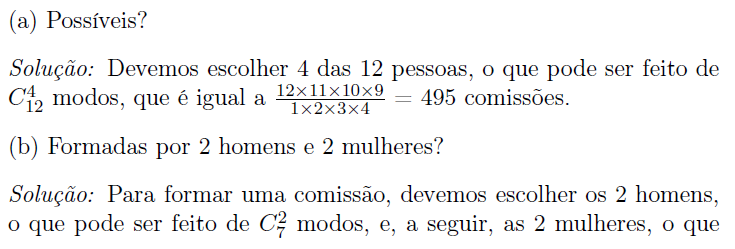 (a) Possíveis?
Solução: Devemos escolher 4 das 12 pessoas, o que pode ser feito de
$C_{12}^{4}$ modos, que é igual a $\frac{12 \times 11 \times 10 \times 9}{1 \times 2 \times 3 \times 4}$ = 495 comissões.
(b) Formadas por 2 homens e 2 mulheres?
Solução: Para formar uma comissão, devemos escolher os 2 homens,
o que pode ser feito de $C_{7}^{2}$ modos, e, a seguir, as 2 mulheres, o que